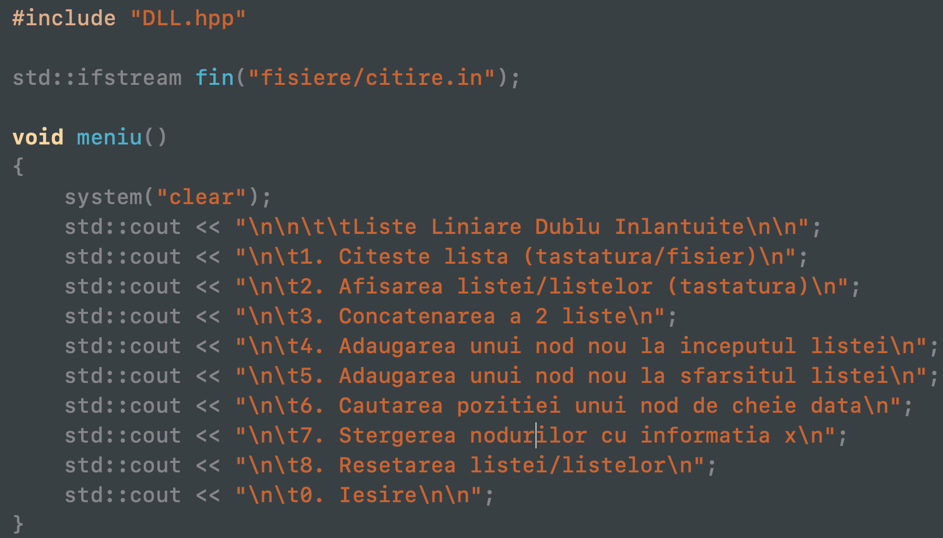 #include "DLL.hpp"
std::ifstream fin("fisiere/citire.in");
void meniu()
{
system("clear");
std::cout << "\n\n\t\tListe Liniare Dublu Inlantuite\n\n";
std::cout << "\n\t1. Citeste lista (tastatura/fisier)\n";
std::cout << "\n\t2. Afisarea listei/listelor (tastatura)\n";
std::cout << "\n\t3. Concatenarea a 2 liste\n";
std::cout << "\n\t4. Adaugarea unui nod nou la inceputul listei\n";
std::cout << "\n\t5. Adaugarea unui nod nou la sfarsitul listei\n";
std::cout << "\n\t6. Cautarea pozitiei unui nod de cheie data\n";
std::cout << "\n\t7. Stergerea nodurilor cu informatia x\n";
std::cout << "\n\t8. Resetarea listei/listelor\n";
std::cout << "\n\t0. Iesire\n\n";
}